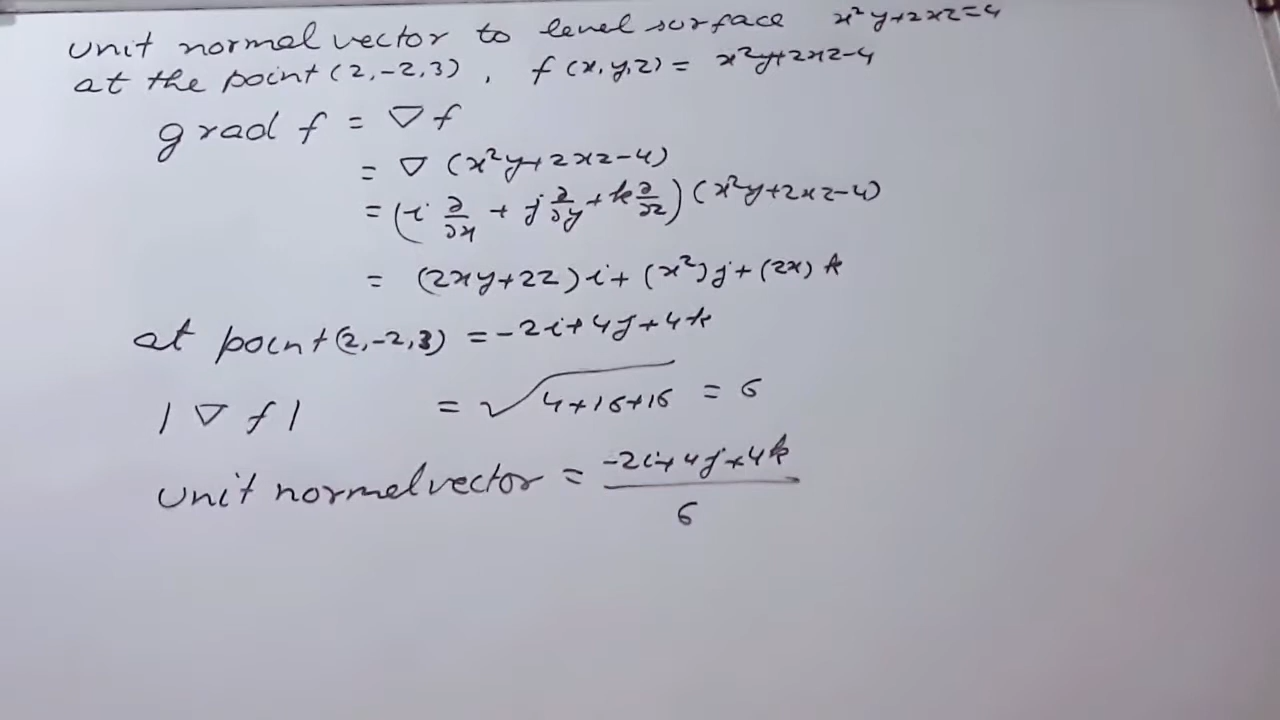 unit normal vector to level surface x²y+2xz=4
at the point (2,-2,3), f(x,y,z) = x²y+2xz-4
grad f = ∇f
= ∇ (x²y+2xz-4)
= (i ∂/∂x + j ∂/∂y + k ∂/∂z) (x²y+2xz-4)
= (2xy+2z)i + (x²)j + (2x)k
at point (2,-2,3) = -2i+4j+4k
|∇f| = √4+16+16 = 6
unit normal vector = -2i+4j+4k / 6